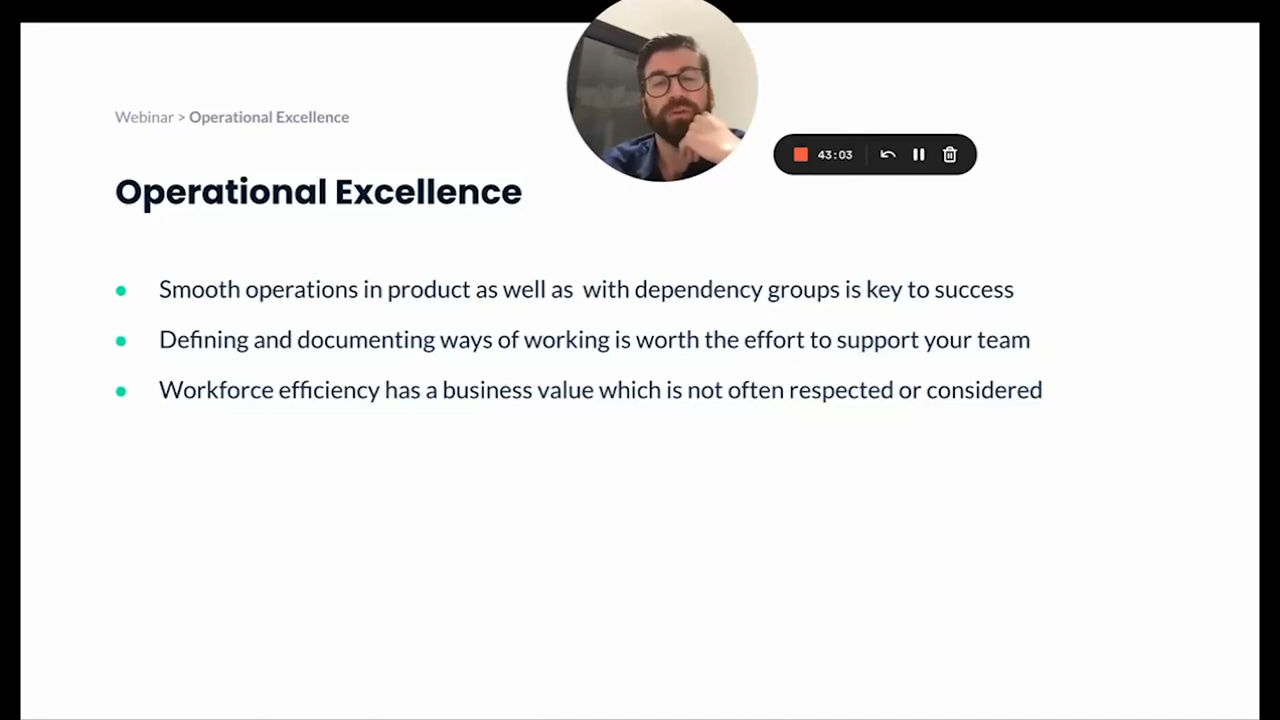 Webinar > Operational Excellence
43:03
Operational Excellence
Smooth operations in product as well as  with dependency groups is key to success
Defining and documenting ways of working is worth the effort to support your team
Workforce efficiency has a business value which is not often respected or considered